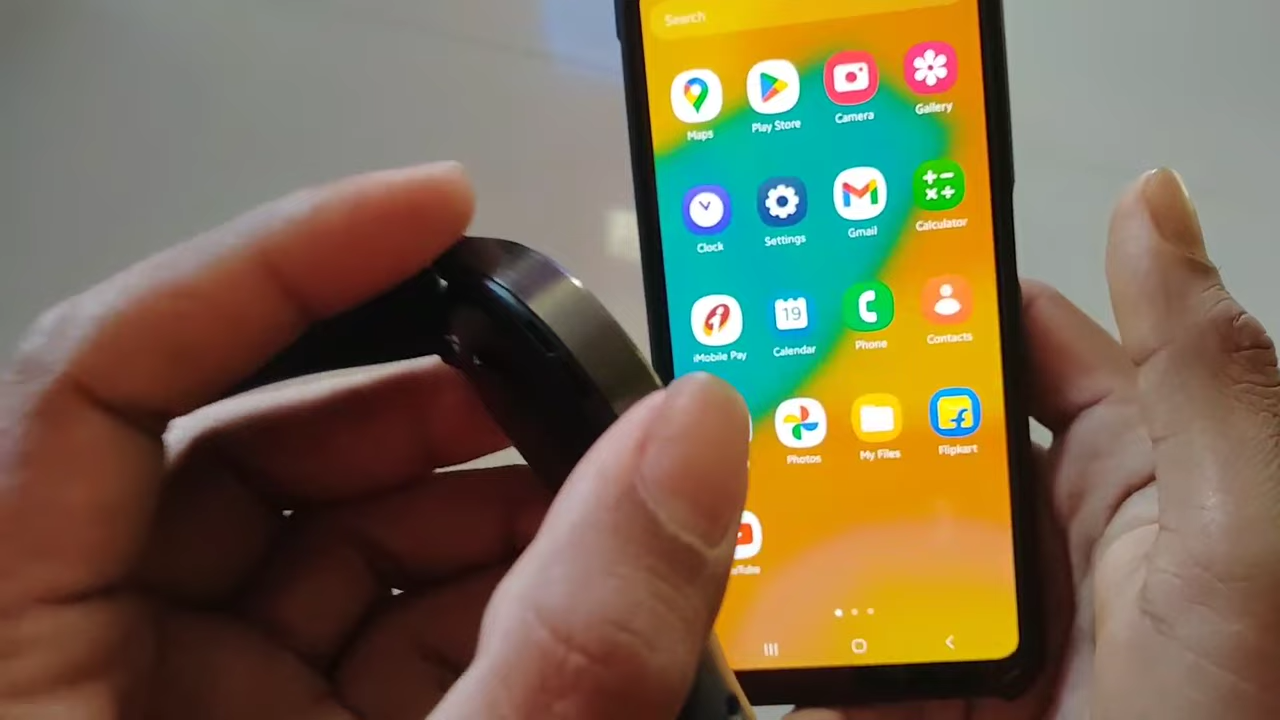 Search
Maps
Play Store
Camera
Gallery
Clock
Settings
Gmail
Calculator
iMobile Pay
19
Calendar
Phone
Contacts
Photos
My Files
Flipkart